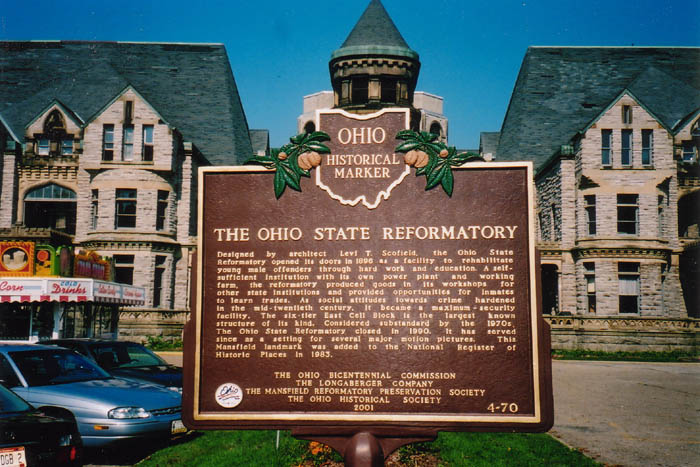 OHIO
HISTORICAL
MARKER
THE OHIO STATE REFORMATORY
Designed by architect Levi T. Scofield, the Ohio State
Reformatory opened its doors in 1896 as a facility to rehabilitate
young male offenders through hard work and education. A self-
sufficient institution with its own power plant and working
farm, the reformatory produced goods in its workshops for
other state institutions and provided opportunities for inmates
to learn trades. As social attitudes towards crime hardened
in the mid-twentieth century, it became a maximum-security
facility. The six-tier East Cell Block is the largest known
structure of its kind. Considered substandard by the 1970s,
The Ohio State Reformatory closed in 1990. It has served
since as a setting for several major motion pictures. This
Mansfield landmark was added to the National Register of
Historic Places in 1983.
THE OHIO BICENTENNIAL COMMISSION
THE LONGABERGER COMPANY
THE MANSFIELD REFORMATORY PRESERVATION SOCIETY
THE OHIO HISTORICAL SOCIETY
2001
4-70
Ohio
Corn
Cold Drinks
DGB 2